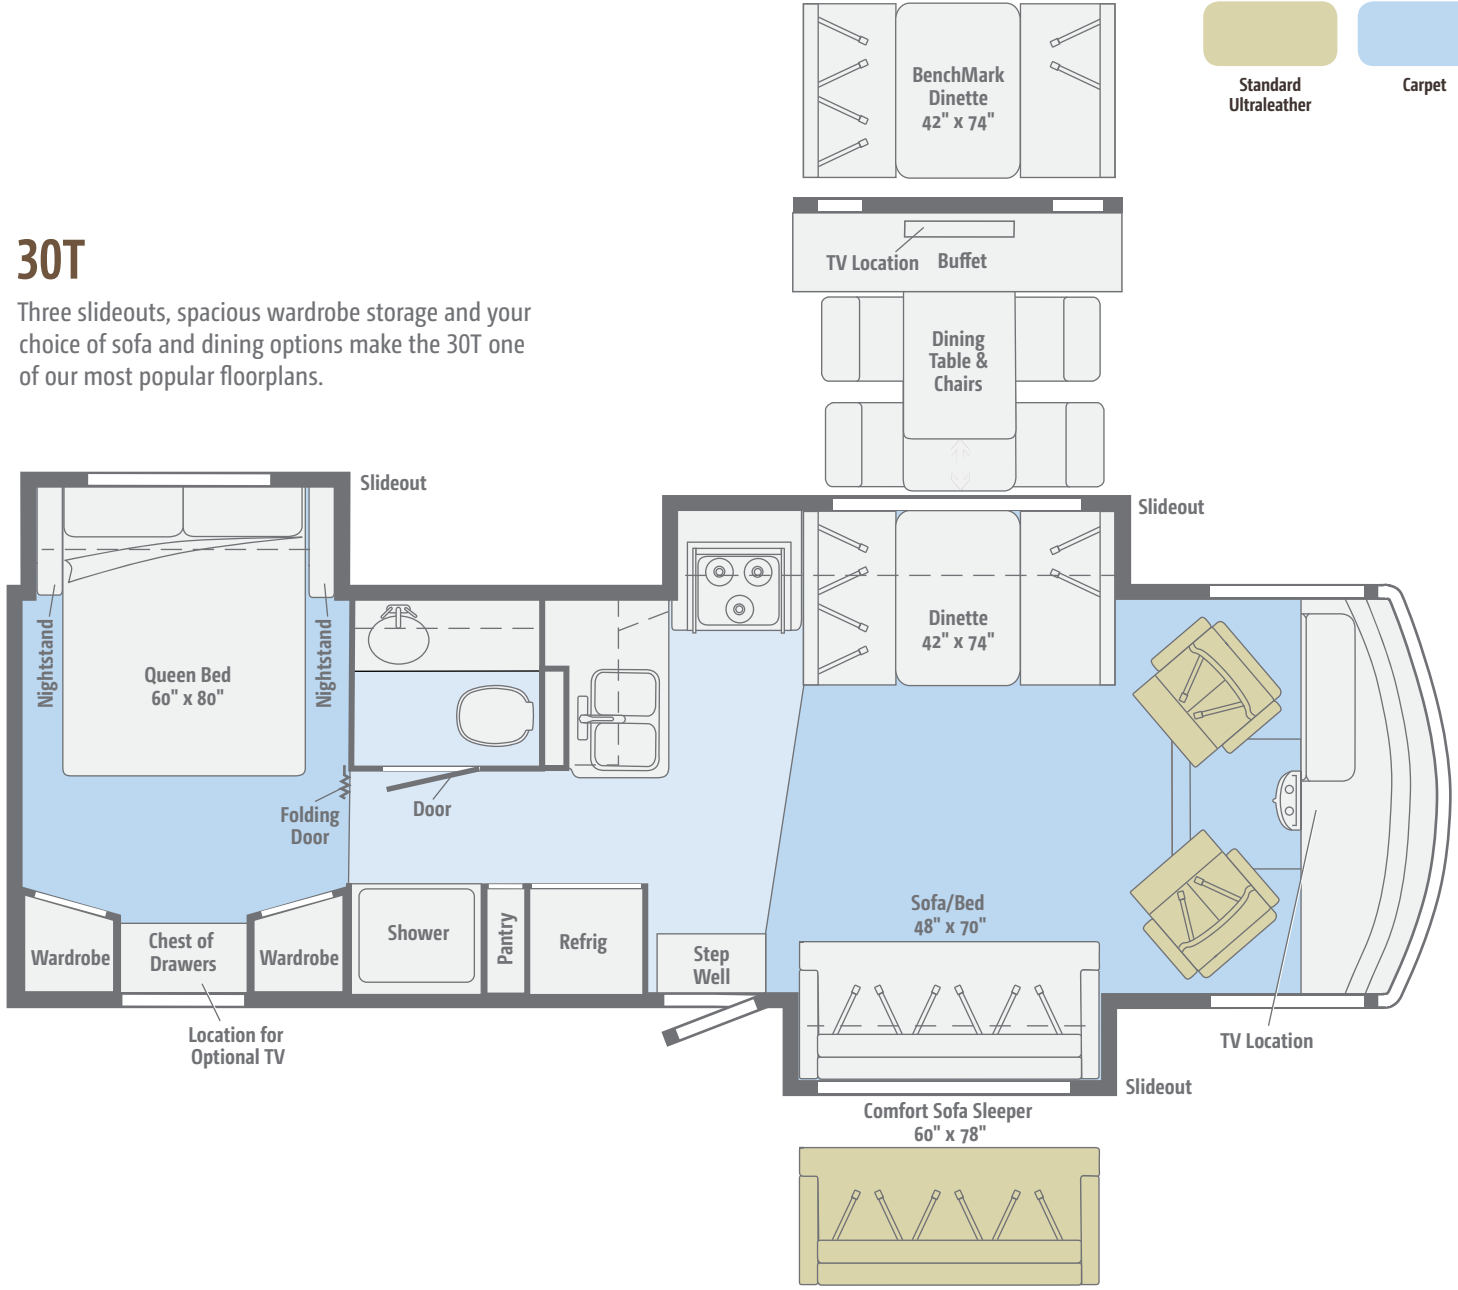 BenchMark
Dinette
42" x 74"
Standard
Ultraleather
Carpet
TV Location
Buffet
30T
Three slideouts, spacious wardrobe storage and your
choice of sofa and dining options make the 30T one
of our most popular floorplans.
Dining
Table &
Chairs
Slideout
Slideout
Nightstand
Queen Bed
60" x 80"
Nightstand
Dinette
42" x 74"
Folding
Door
Door
Wardrobe
Chest of
Drawers
Wardrobe
Shower
Pantry
Refrig
Step
Well
Sofa/Bed
48" x 70"
Location for
Optional TV
TV Location
Slideout
Comfort Sofa Sleeper
60" x 78"